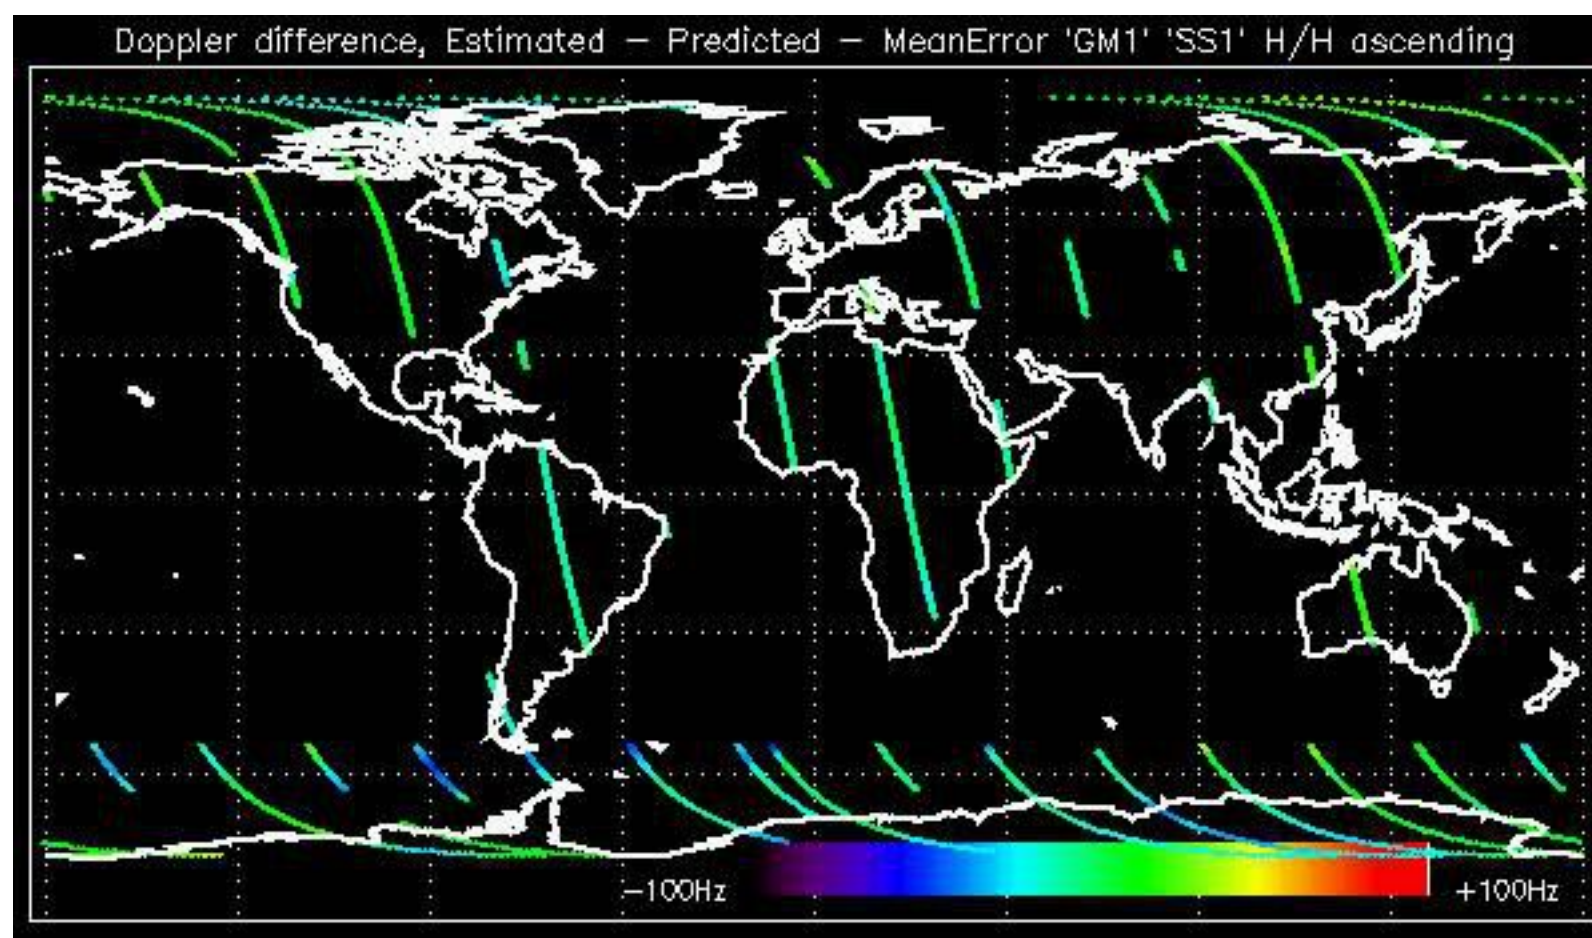 Doppler difference, Estimated – Predicted – MeanError 'GM1' 'SS1' H/H ascending
–100Hz
+100Hz